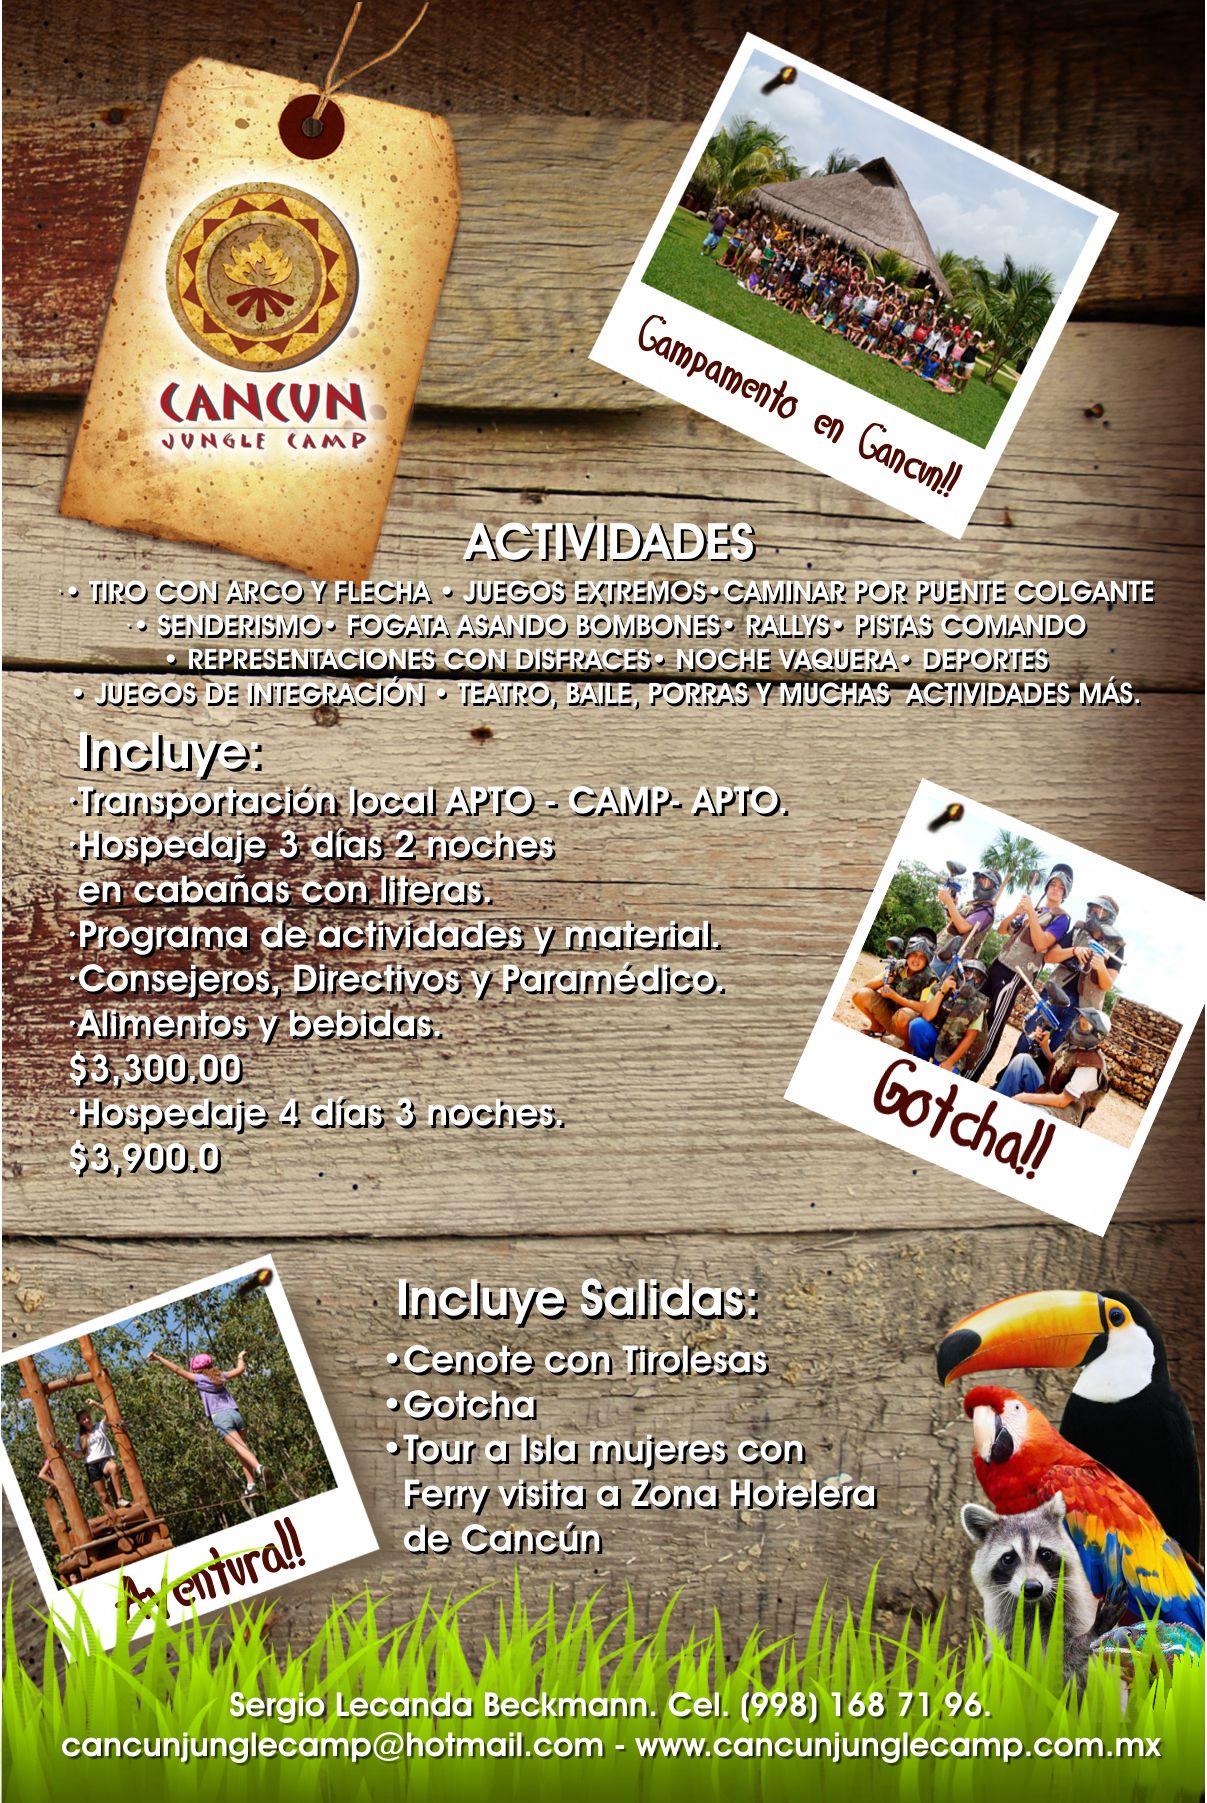 CANCUN
JUNGLE CAMP
Campamento en Cancun!!
ACTIVIDADES
• TIRO CON ARCO Y FLECHA • JUEGOS EXTREMOS•CAMINAR POR PUENTE COLGANTE
• SENDERISMO• FOGATA ASANDO BOMBONES• RALLYS• PISTAS COMANDO
• REPRESENTACIONES CON DISFRACES• NOCHE VAQUERA• DEPORTES
• JUEGOS DE INTEGRACIÓN • TEATRO, BAILE, PORRAS Y MUCHAS ACTIVIDADES MÁS.
Incluye:
·Transportación local APTO - CAMP- APTO.
·Hospedaje 3 días 2 noches
en cabañas con literas.
·Programa de actividades y material.
·Consejeros, Directivos y Paramédico.
·Alimentos y bebidas.
$3,300.00
·Hospedaje 4 días 3 noches.
$3,900.0
Gotcha!!
Incluye Salidas:
•Cenote con Tirolesas
•Gotcha
•Tour a Isla mujeres con
Ferry visita a Zona Hotelera
de Cancún
Aventura!!
Sergio Lecanda Beckmann. Cel. (998) 168 71 96.
cancunjunglecamp@hotmail.com - www.cancunjunglecamp.com.mx